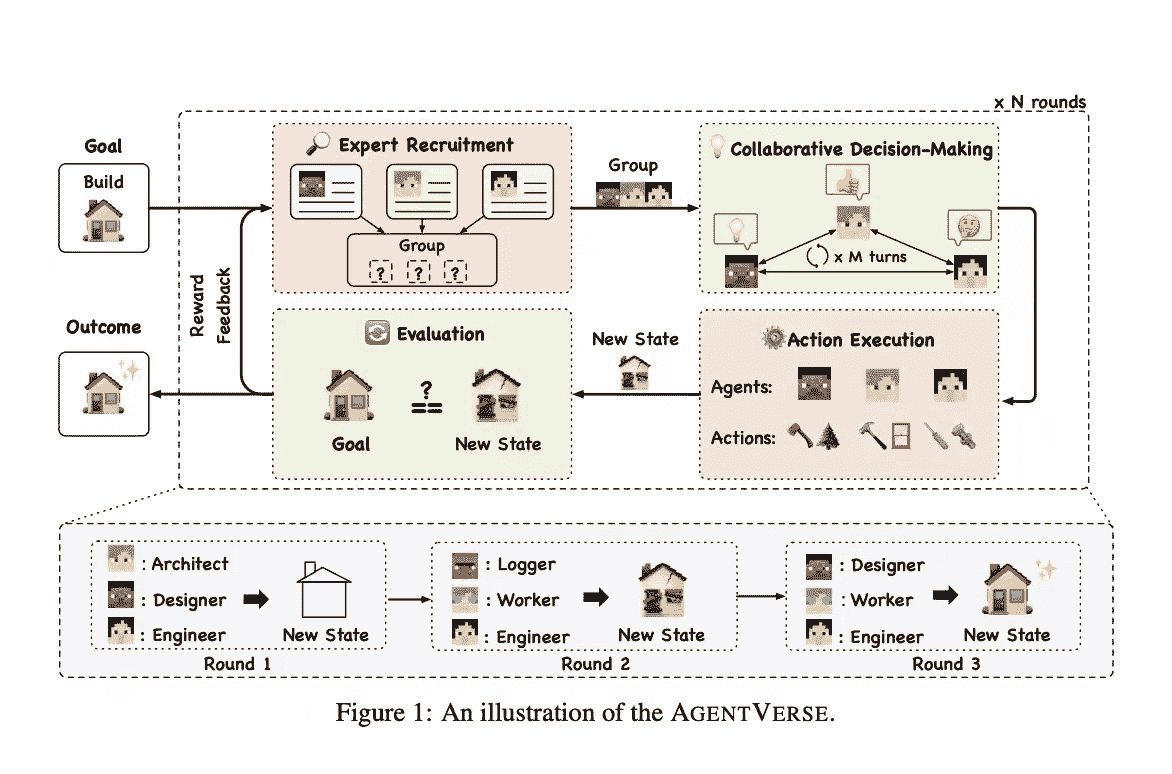 x N rounds
Goal
Build
Expert Recruitment
Group
? ? ?
Group
Collaborative Decision-Making
x M turns
Reward
Feedback
Outcome
Evaluation
?
==
Goal
New State
New State
Action Execution
Agents:
Actions:
: Architect
: Designer
: Engineer
New State
Round 1
: Logger
: Worker
: Engineer
New State
Round 2
: Designer
: Worker
: Engineer
New State
Round 3
Figure 1: An illustration of the AGENTVERSE.